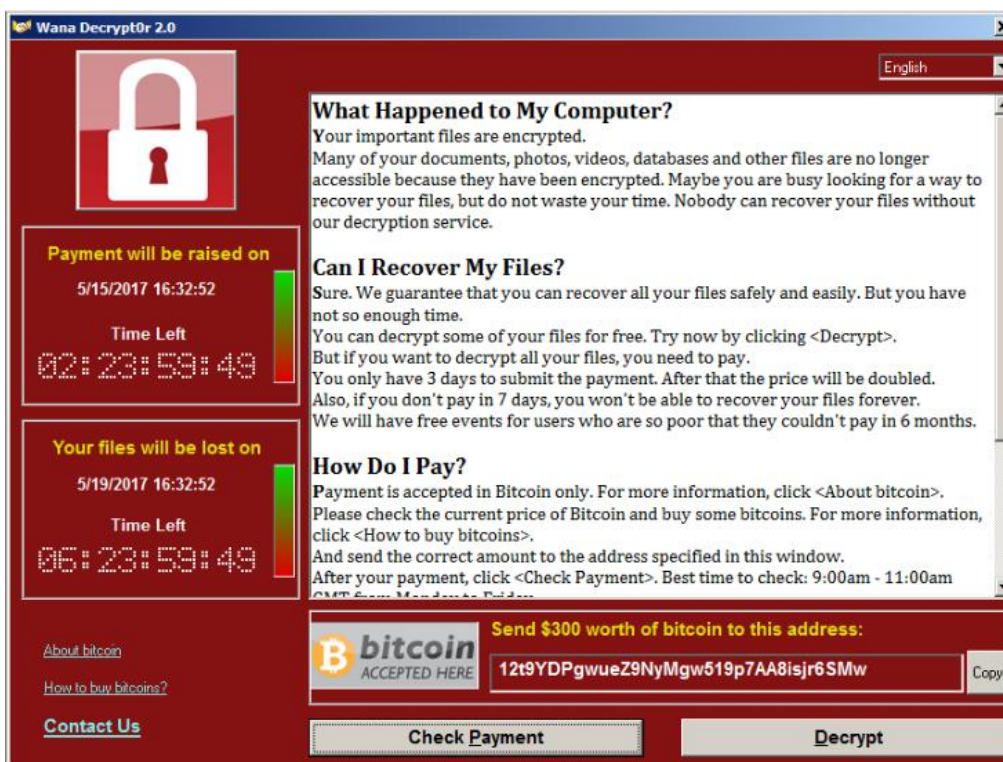 Wana Decrypt0r 2.0
English
What Happened to My Computer?
Your important files are encrypted.
Many of your documents, photos, videos, databases and other files are no longer
accessible because they have been encrypted. Maybe you are busy looking for a way to
recover your files, but do not waste your time. Nobody can recover your files without
our decryption service.
Can I Recover My Files?
Sure. We guarantee that you can recover all your files safely and easily. But you have
not so enough time.
You can decrypt some of your files for free. Try now by clicking <Decrypt>.
But if you want to decrypt all your files, you need to pay.
You only have 3 days to submit the payment. After that the price will be doubled.
Also, if you don't pay in 7 days, you won't be able to recover your files forever.
We will have free events for users who are so poor that they couldn't pay in 6 months.
How Do I Pay?
Payment is accepted in Bitcoin only. For more information, click <About bitcoin>.
Please check the current price of Bitcoin and buy some bitcoins. For more information,
click <How to buy bitcoins>.
And send the correct amount to the address specified in this window.
After your payment, click <Check Payment>. Best time to check: 9:00am - 11:00am
GMT from Monday to Friday
Payment will be raised on
5/15/2017 16:32:52
Time Left
02:23:59:49
Your files will be lost on
5/19/2017 16:32:52
Time Left
06:23:59:49
About bitcoin
How to buy bitcoins?
Contact Us
bitcoin
ACCEPTED HERE
Send $300 worth of bitcoin to this address:
12t9YDPgwueZ9NyMgw519p7AA8isjr6SMw
Copy
Check Payment
Decrypt